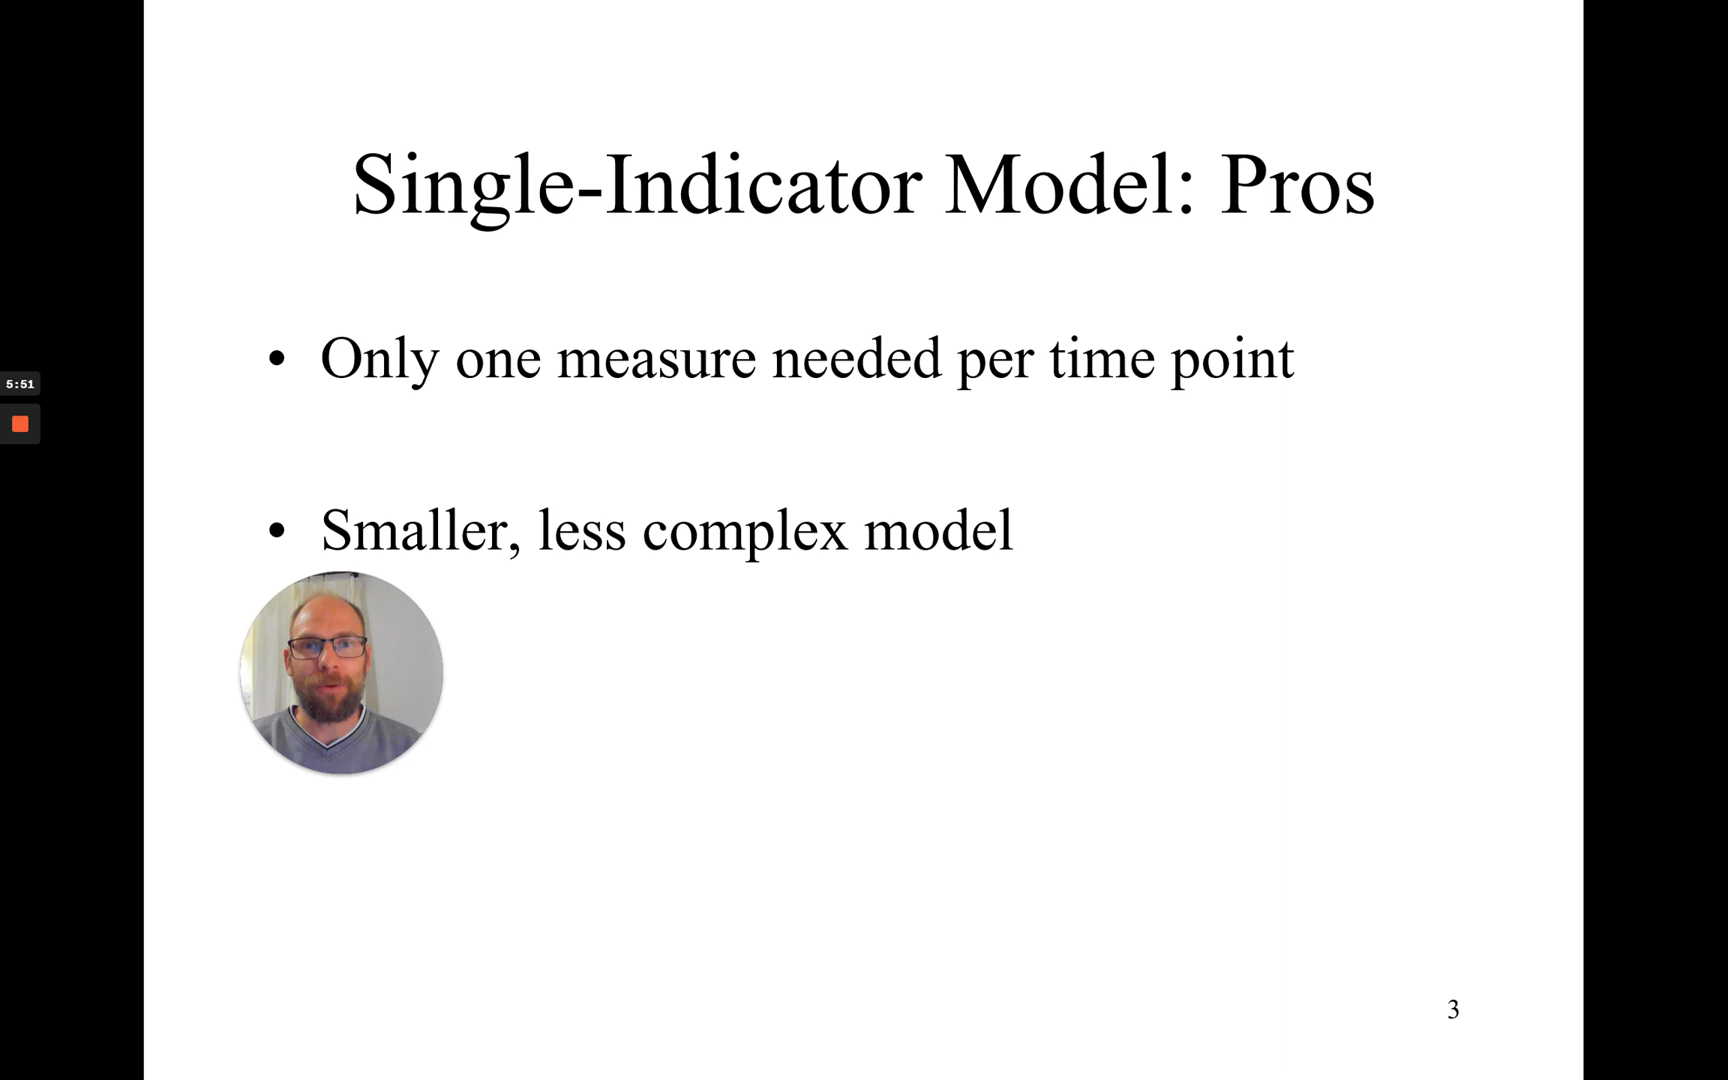 Single-Indicator Model: Pros
• Only one measure needed per time point
5:51
• Smaller, less complex model
3